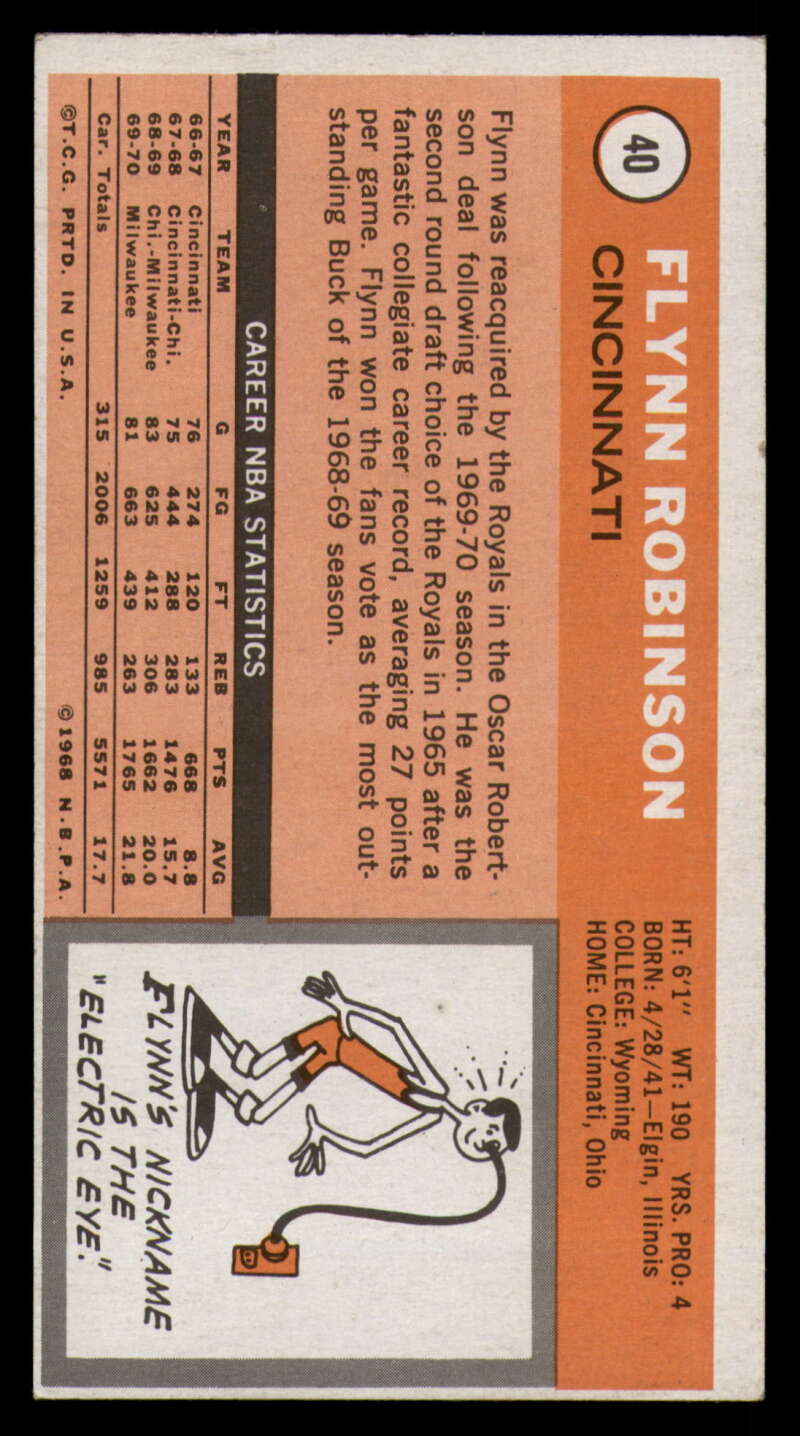 40
FLYNN ROBINSON
CINCINNATI
HT: 6'1" WT: 190 YRS. PRO: 4
BORN: 4/28/41—Elgin, Illinois
COLLEGE: Wyoming
HOME: Cincinnati, Ohio
Flynn was reacquired by the Royals in the Oscar Robert-
son deal following the 1969-70 season. He was the
second round draft choice of the Royals in 1965 after a
fantastic collegiate career record, averaging 27 points
per game. Flynn won the fans vote as the most out-
standing Buck of the 1968-69 season.
CAREER NBA STATISTICS
YEAR TEAM G FG FT REB PTS AVG
66-67 Cincinnati 76 274 120 133 668 8.8
67-68 Cincinnati-Chi. 75 444 288 283 1476 15.7
68-69 Chi.-Milwaukee 83 625 412 306 1662 20.0
69-70 Milwaukee 81 663 439 263 1765 21.8
Car. Totals 315 2006 1259 985 5571 17.7
©T.C.G. PRTD. IN U.S.A. ©1968 N.B.P.A.
FLYNN'S NICKNAME
IS THE
"ELECTRIC EYE."